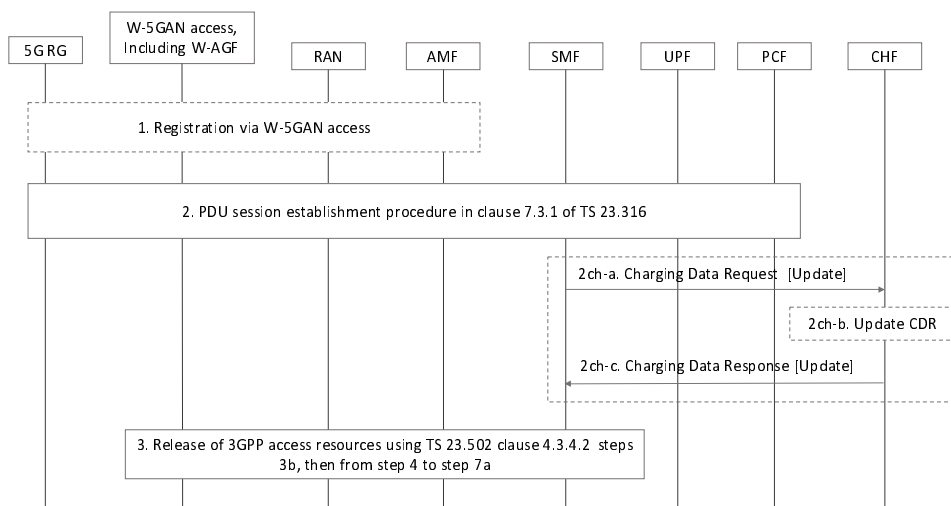 W-5GAN access,
Including W-AGF
5G RG
RAN
AMF
SMF
UPF
PCF
CHF
1. Registration via W-5GAN access
2. PDU session establishment procedure in clause 7.3.1 of TS 23.316
2ch-a. Charging Data Request [Update]
2ch-b. Update CDR
2ch-c. Charging Data Response [Update]
3. Release of 3GPP access resources using TS 23.502 clause 4.3.4.2 steps
3b, then from step 4 to step 7a